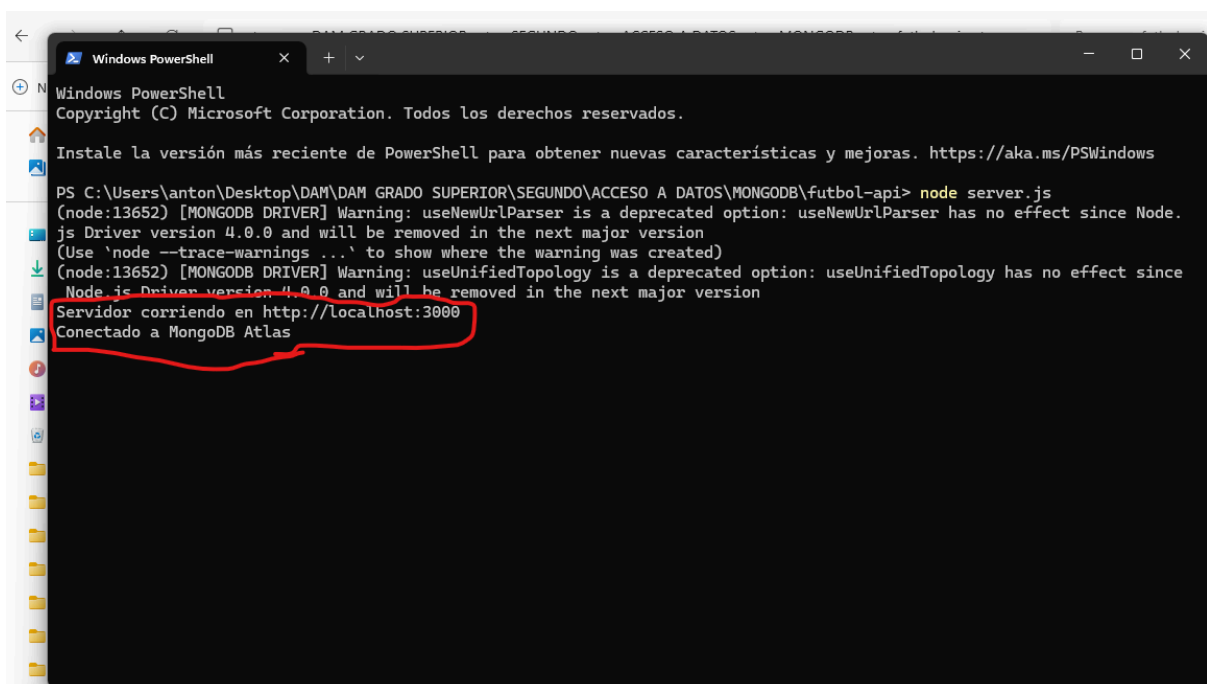 Windows PowerShell
N
Windows PowerShell
Copyright (C) Microsoft Corporation. Todos los derechos reservados.
Instale la versión más reciente de PowerShell para obtener nuevas características y mejoras. https://aka.ms/PSWindows
PS C:\Users\anton\Desktop\DAM\DAM GRADO SUPERIOR\SEGUNDO\ACCESO A DATOS\MONGODB\futbol-api> node server.js
(node:13652) [MONGODB DRIVER] Warning: useNewUrlParser is a deprecated option: useNewUrlParser has no effect since Node.
js Driver version 4.0.0 and will be removed in the next major version
(Use `node --trace-warnings ...` to show where the warning was created)
(node:13652) [MONGODB DRIVER] Warning: useUnifiedTopology is a deprecated option: useUnifiedTopology has no effect since
Node.js Driver version 4.0.0 and will be removed in the next major version
Servidor corriendo en http://localhost:3000
Conectado a MongoDB Atlas